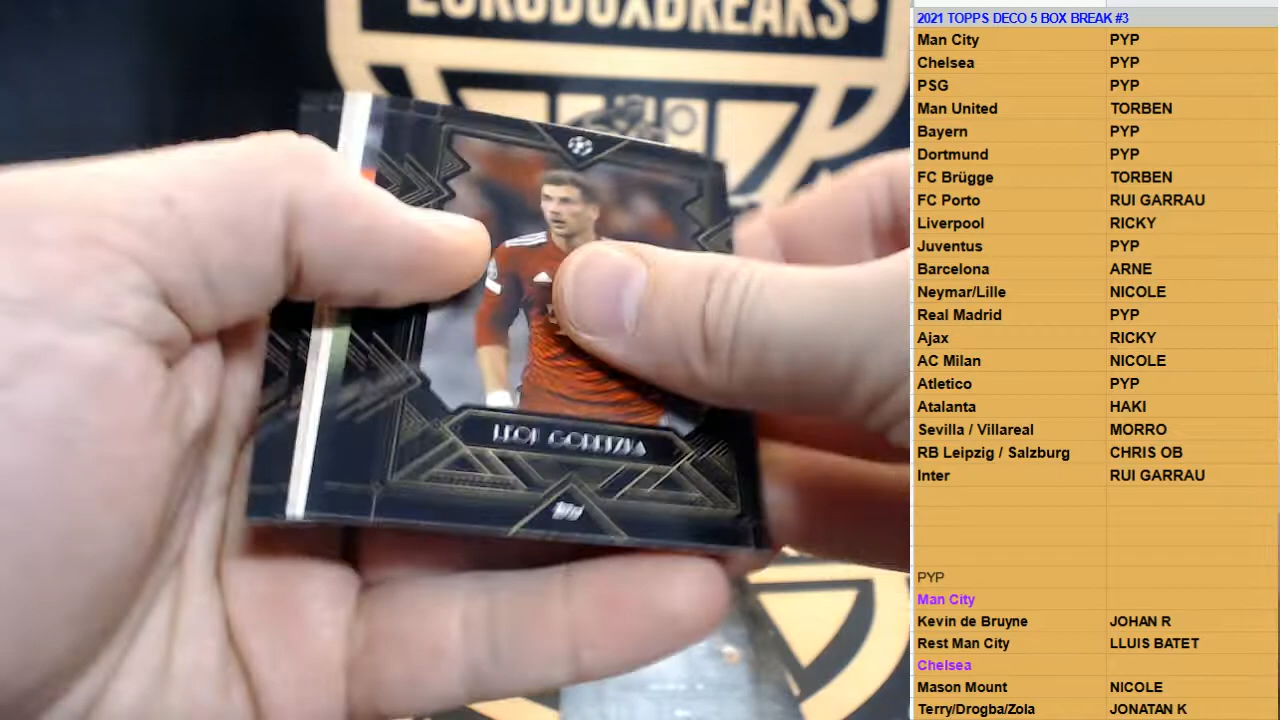 EUROBOXBREAKS
LEON GORETZKA
2021 TOPPS DECO 5 BOX BREAK #3
Man City PYP
Chelsea PYP
PSG PYP
Man United TORBEN
Bayern PYP
Dortmund PYP
FC Brügge TORBEN
FC Porto RUI GARRAU
Liverpool RICKY
Juventus PYP
Barcelona ARNE
Neymar/Lille NICOLE
Real Madrid PYP
Ajax RICKY
AC Milan NICOLE
Atletico PYP
Atalanta HAKI
Sevilla / Villareal MORRO
RB Leipzig / Salzburg CHRIS OB
Inter RUI GARRAU
PYP
Man City
Kevin de Bruyne JOHAN R
Rest Man City LLUIS BATET
Chelsea
Mason Mount NICOLE
Terry/Drogba/Zola JONATAN K